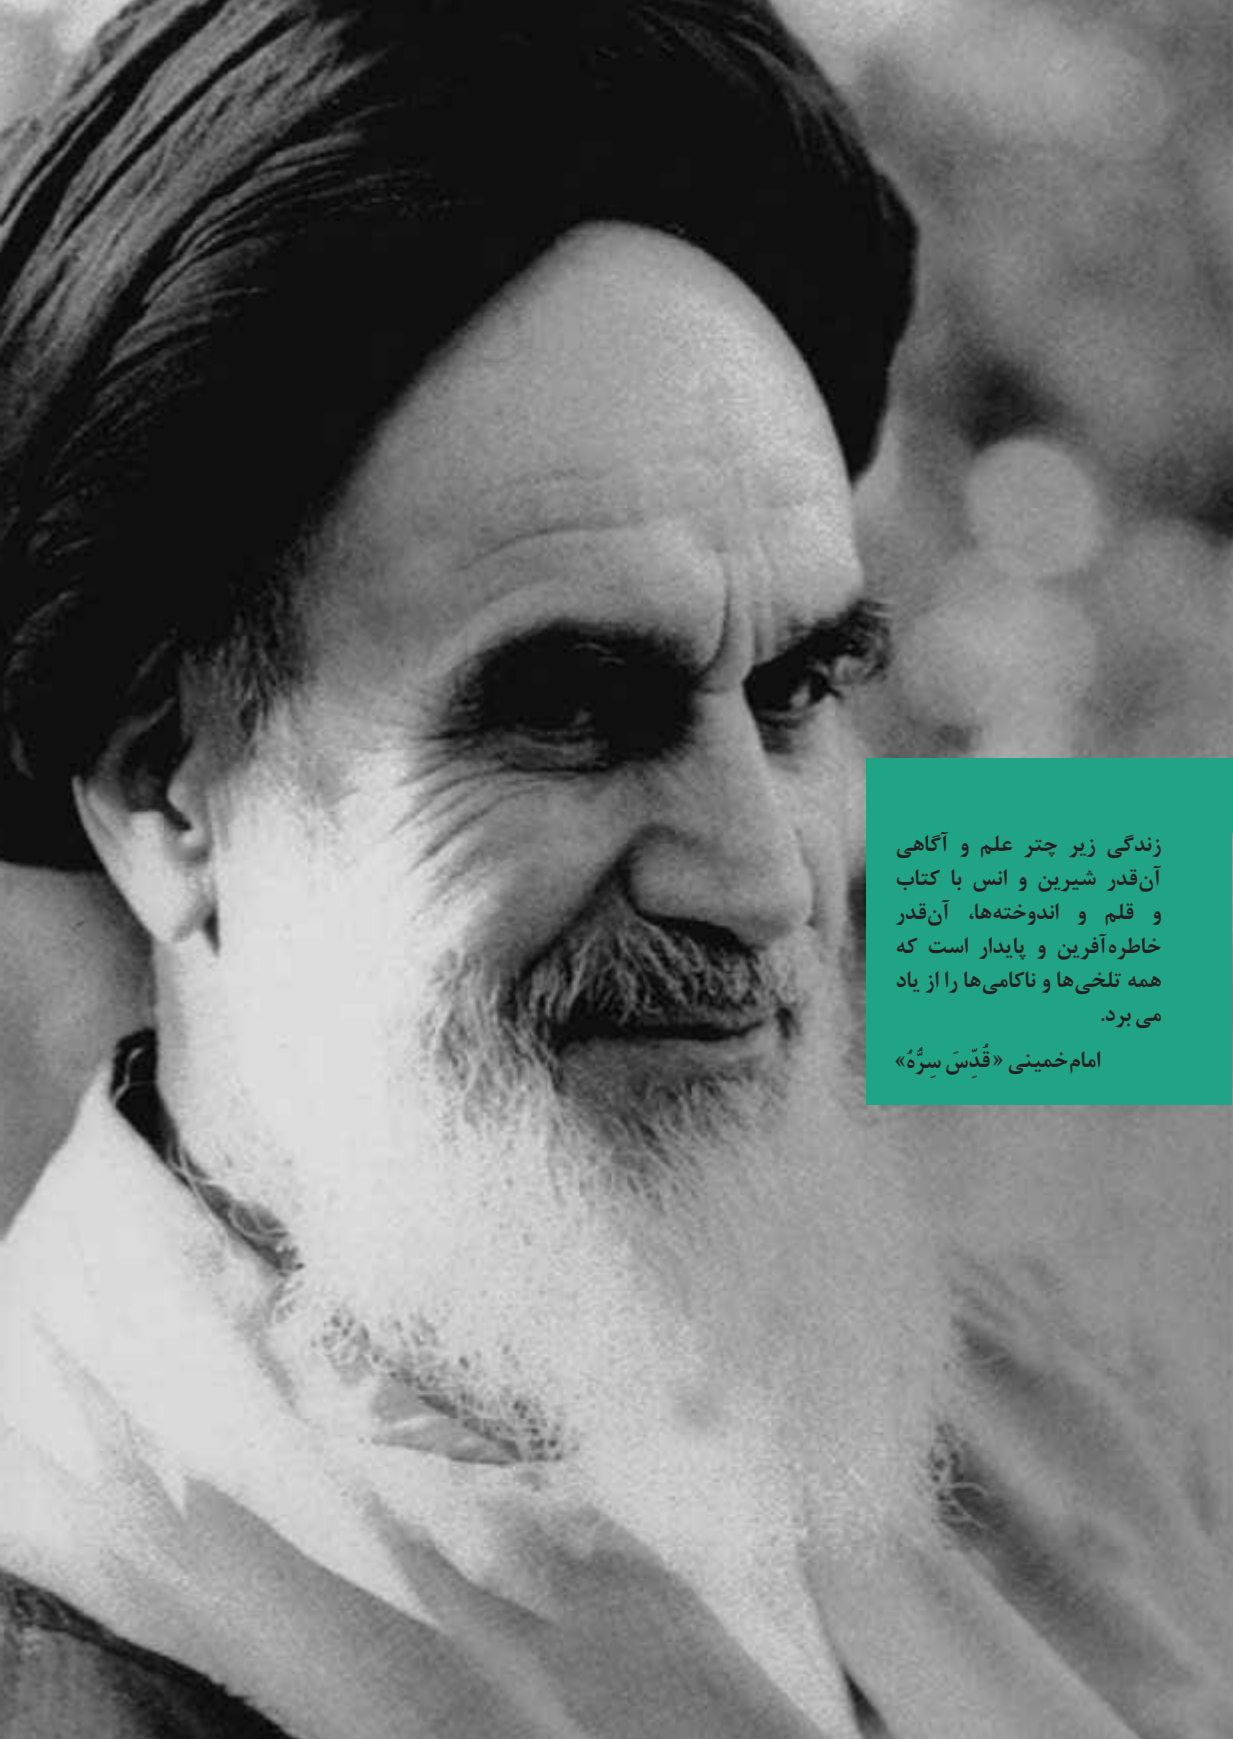 زندگی زیر چتر علم و آگاهی
آن‌قدر شیرین و انس با کتاب
و قلم و اندوخته‌ها، آن‌قدر
خاطره‌آفرین و پایدار است که
همه تلخی‌ها و ناکامی‌ها را از یاد
می برد.
امام‌خمینی «قُدِّسَ سِرُّهُ»